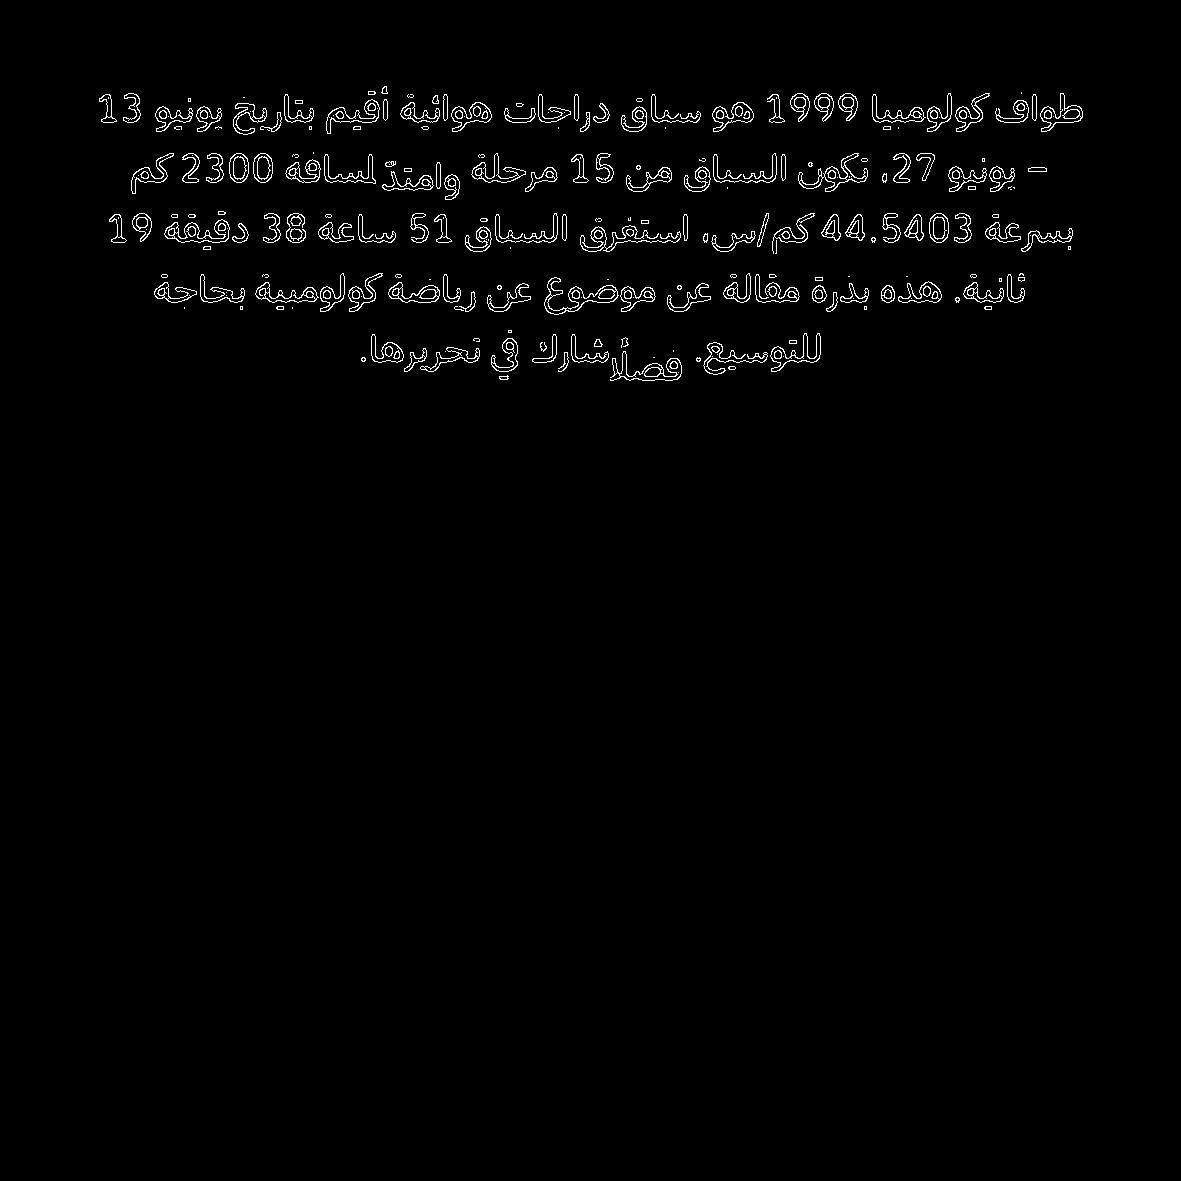 طواف كولومبيا 1999 هو سباق دراجات هوائية أقيم بتاريخ يونيو 13
– يونيو 27، تكون السباق من 15 مرحلة وامتدّ لمسافة 2300 كم
بسرعة 44.5403 كم/س، استغرق السباق 51 ساعة 38 دقيقة 19
ثانية. هذه بذرة مقالة عن موضوع عن رياضة كولومبية بحاجة
للتوسيع. فضلًا شارك في تحريرها.